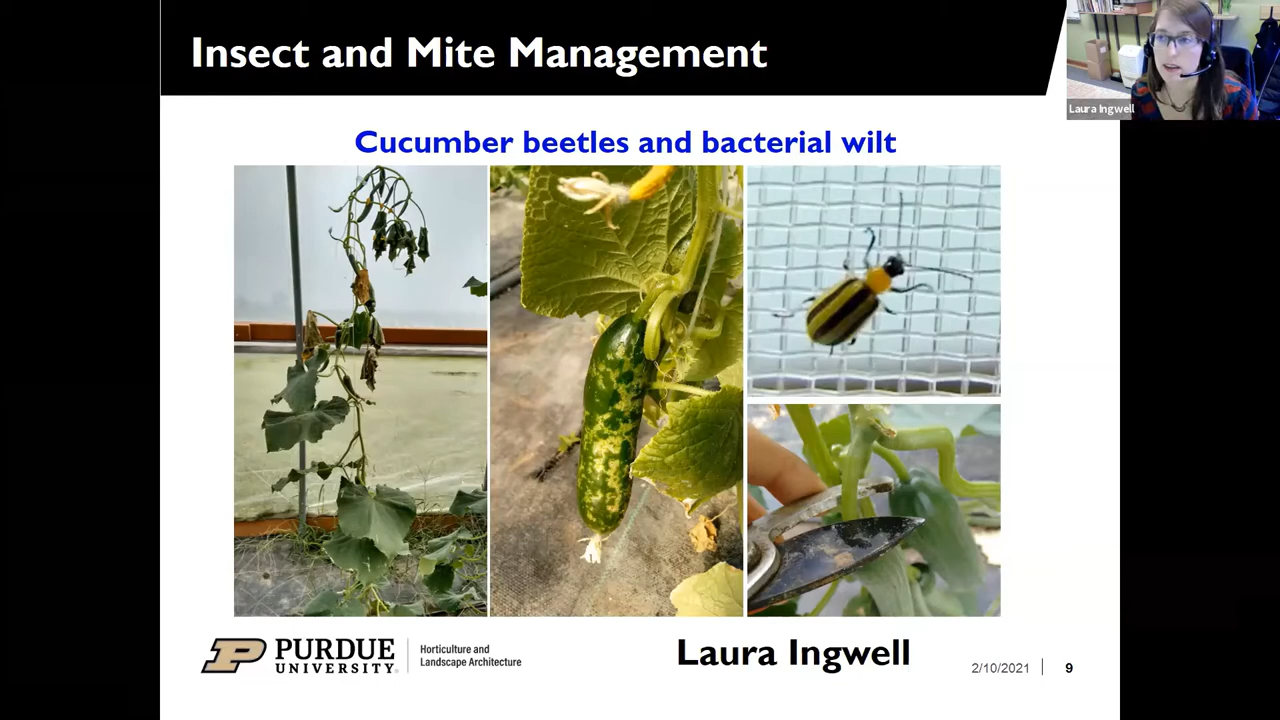 Insect and Mite Management
Laura Ingwell
Cucumber beetles and bacterial wilt
PURDUE
UNIVERSITY
Horticulture and
Landscape Architecture
Laura Ingwell
2/10/2021
9